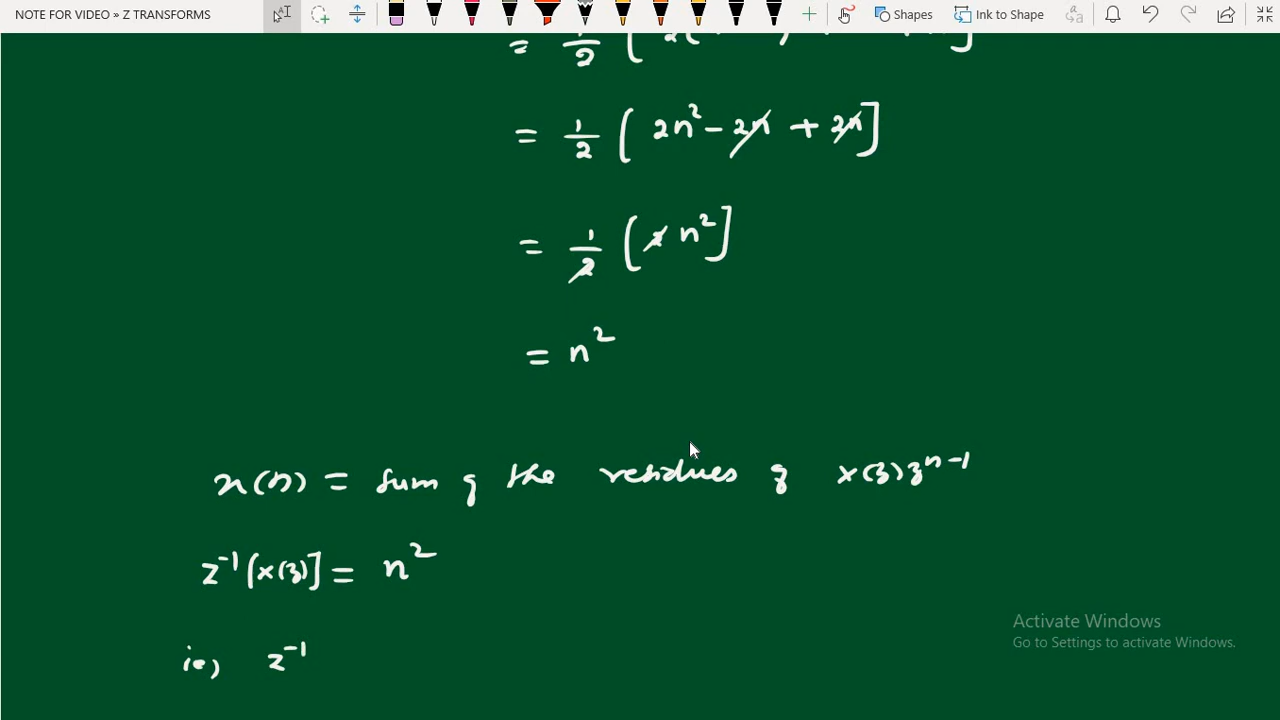 NOTE FOR VIDEO » Z TRANSFORMS Shapes Ink to Shape
= 1/2 [ 2n² - 2n + 2n ]
= 1/2 [ 2 n² ]
= n²
x(n) = sum of the residues of X(z) z^(n-1)
z⁻¹[X(z)] = n²
ie) z⁻¹
Activate Windows
Go to Settings to activate Windows.